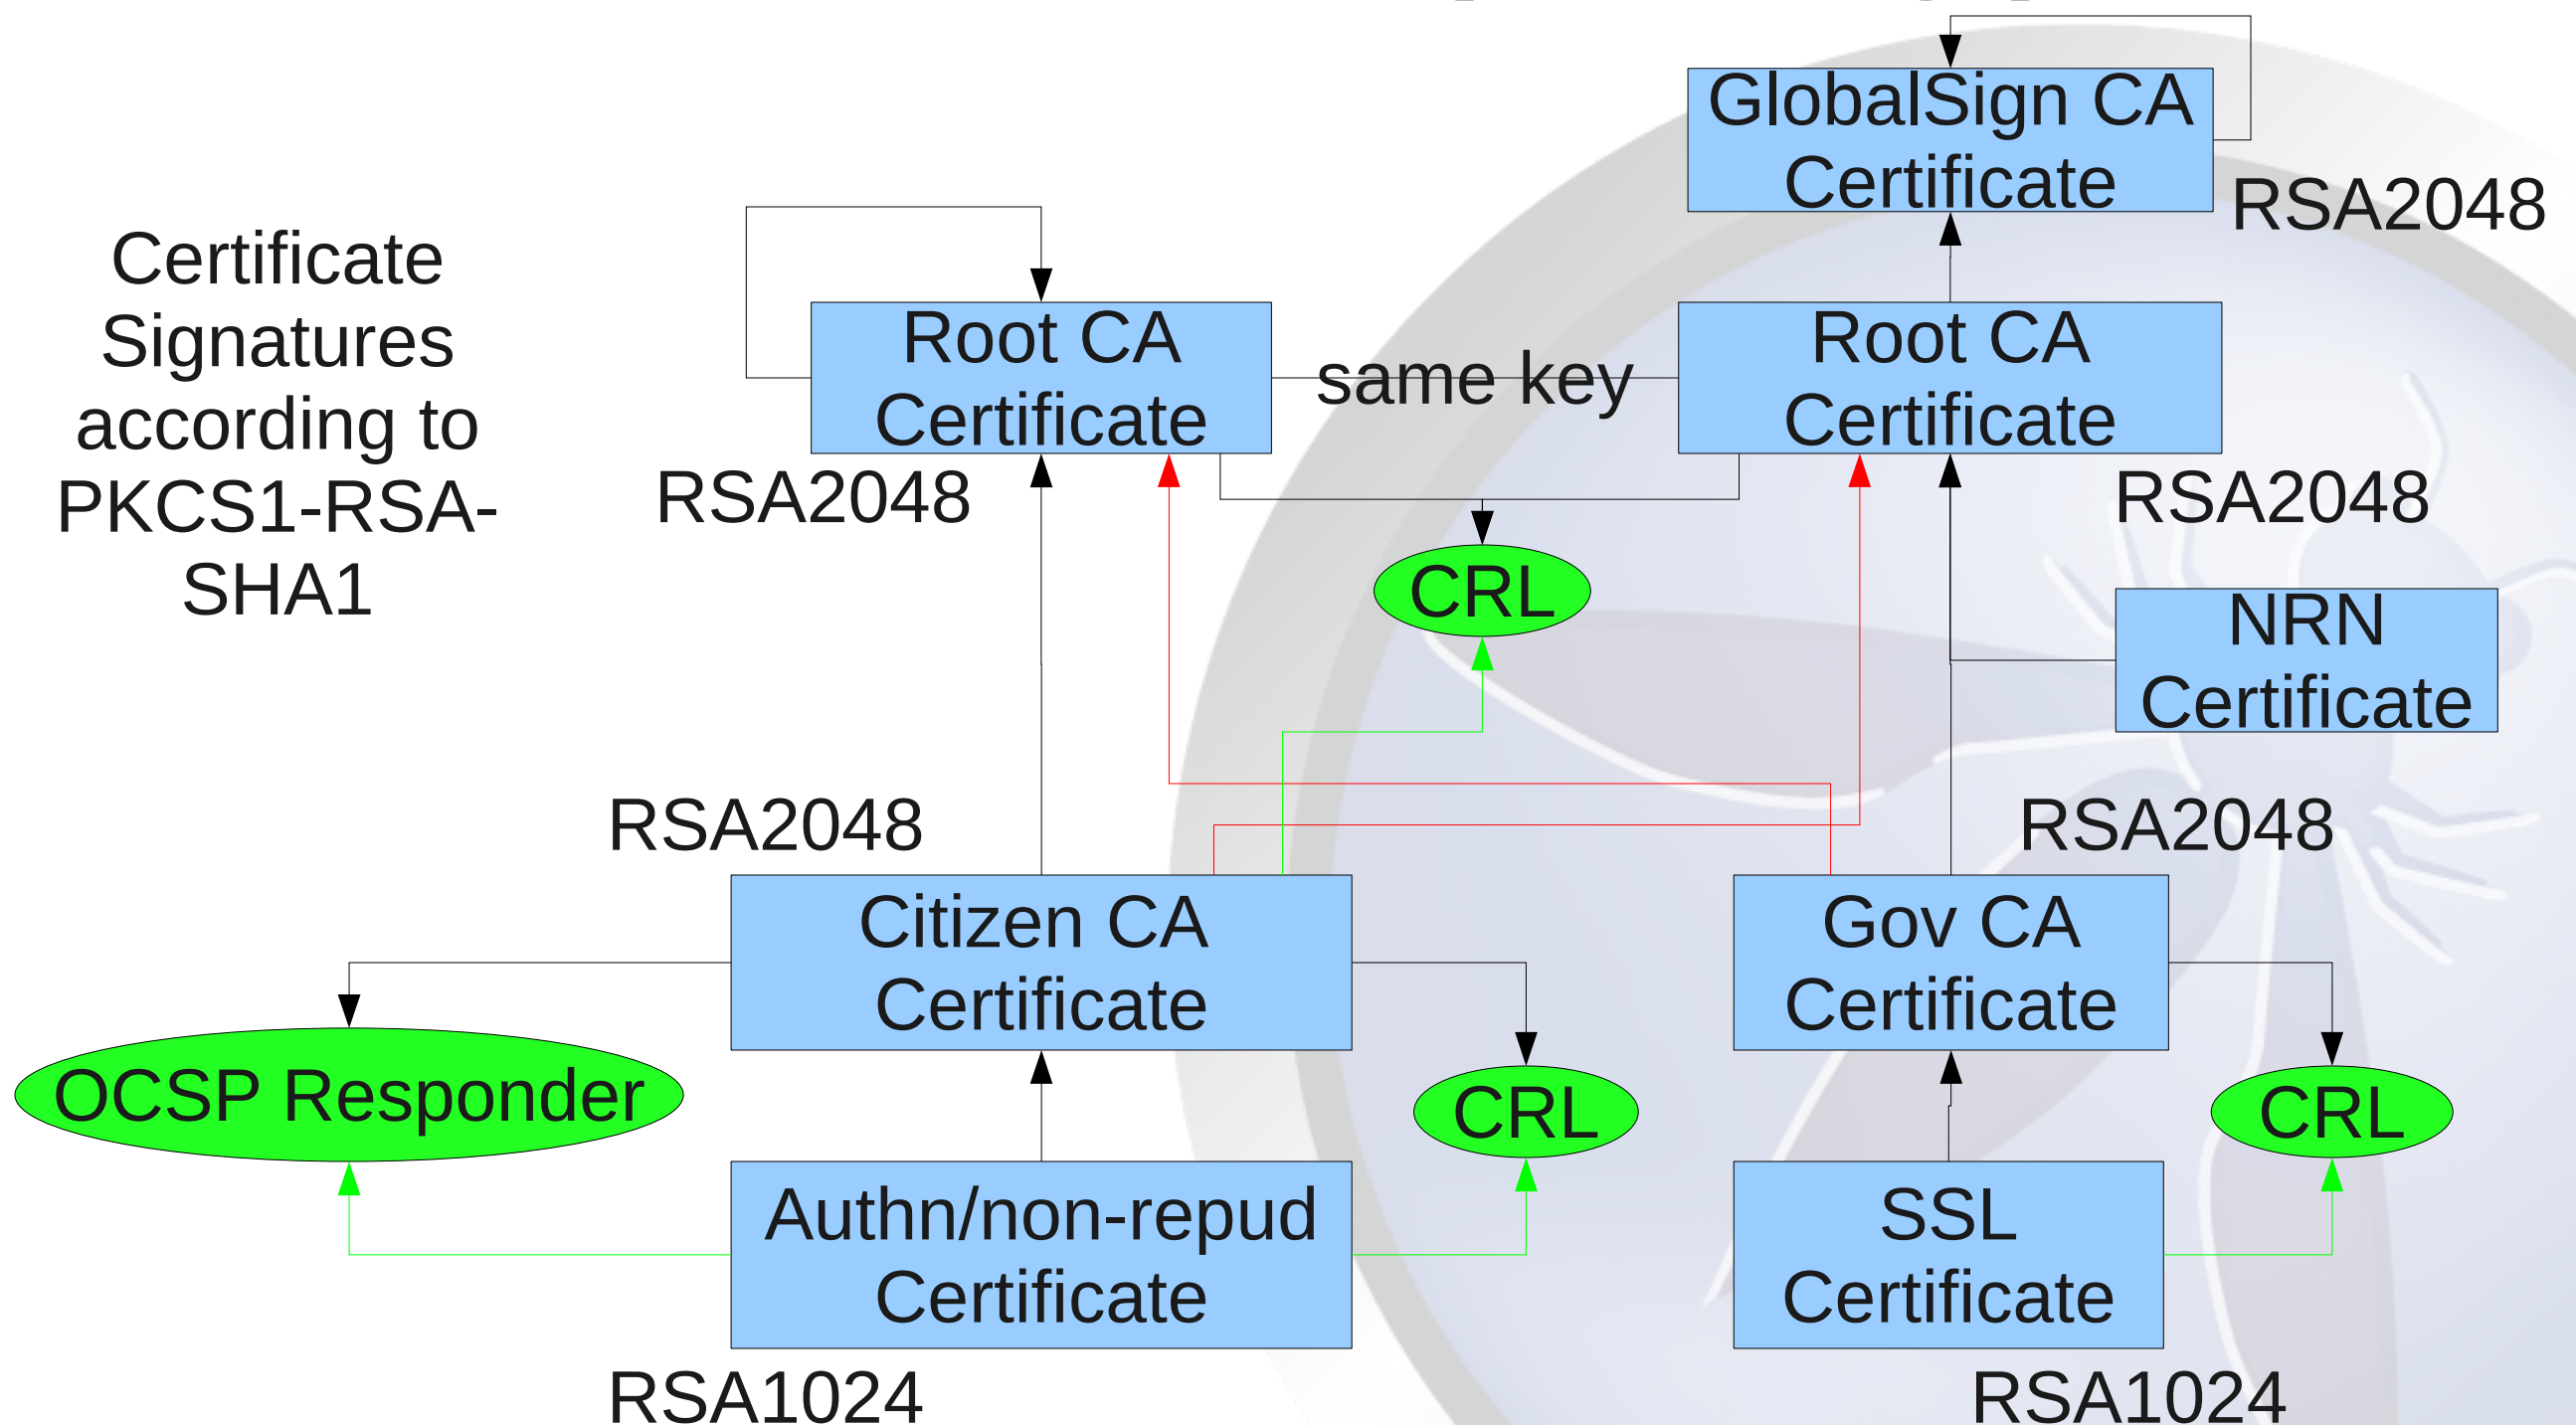 GlobalSign CA
Certificate
RSA2048
Certificate
Signatures
according to
PKCS1-RSA-
SHA1
Root CA
Certificate
same key
Root CA
Certificate
RSA2048
RSA2048
CRL
NRN
Certificate
RSA2048
RSA2048
Citizen CA
Certificate
Gov CA
Certificate
OCSP Responder
CRL
CRL
Authn/non-repud
Certificate
SSL
Certificate
RSA1024
RSA1024